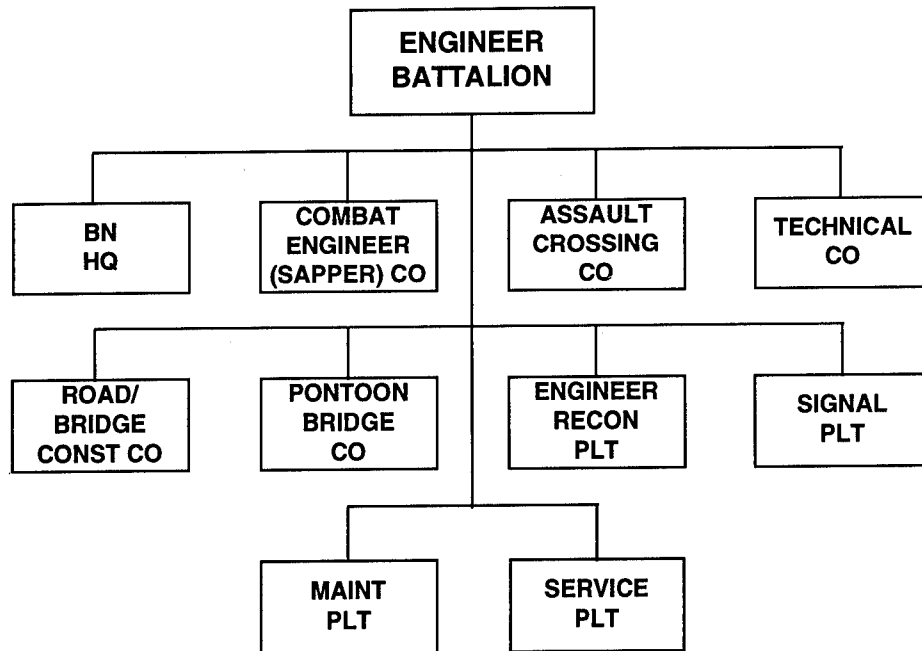 ENGINEER
BATTALION
BN
HQ
COMBAT
ENGINEER
(SAPPER) CO
ASSAULT
CROSSING
CO
TECHNICAL
CO
ROAD/
BRIDGE
CONST CO
PONTOON
BRIDGE
CO
ENGINEER
RECON
PLT
SIGNAL
PLT
MAINT
PLT
SERVICE
PLT